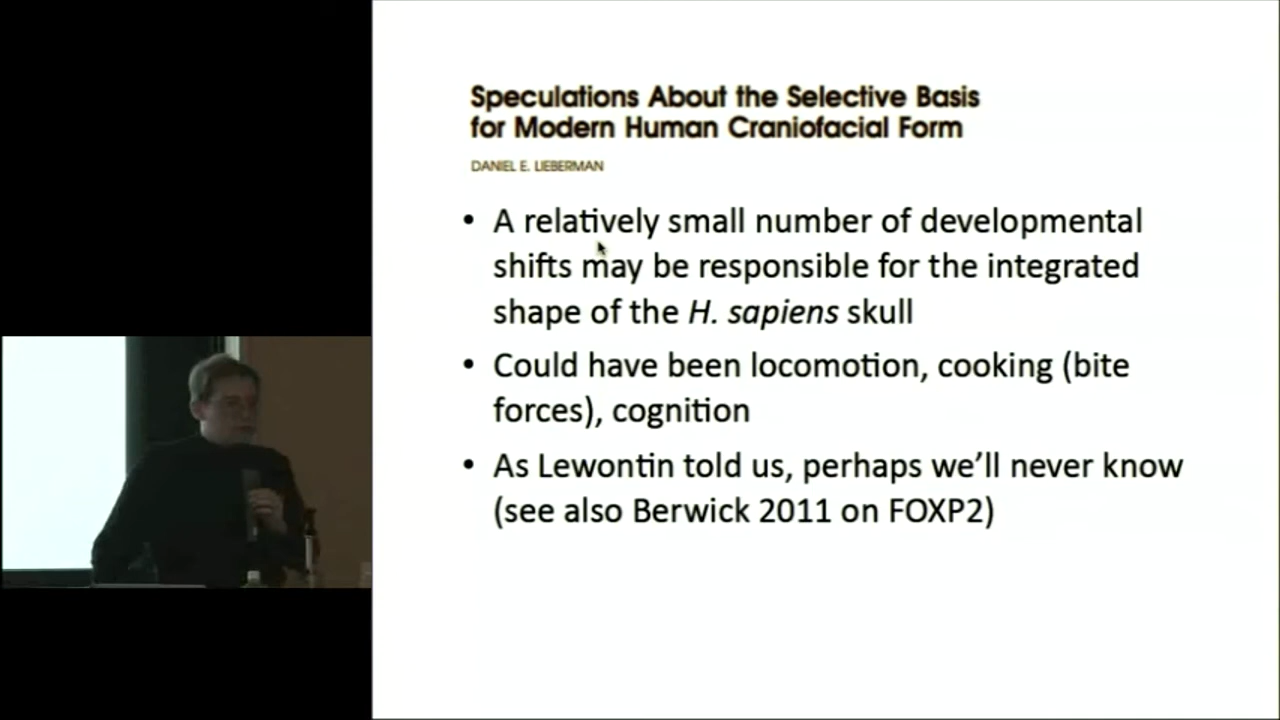 Speculations About the Selective Basis
for Modern Human Craniofacial Form
DANIEL E. LIEBERMAN
• A relatively small number of developmental
shifts may be responsible for the integrated
shape of the H. sapiens skull
• Could have been locomotion, cooking (bite
forces), cognition
• As Lewontin told us, perhaps we’ll never know
(see also Berwick 2011 on FOXP2)